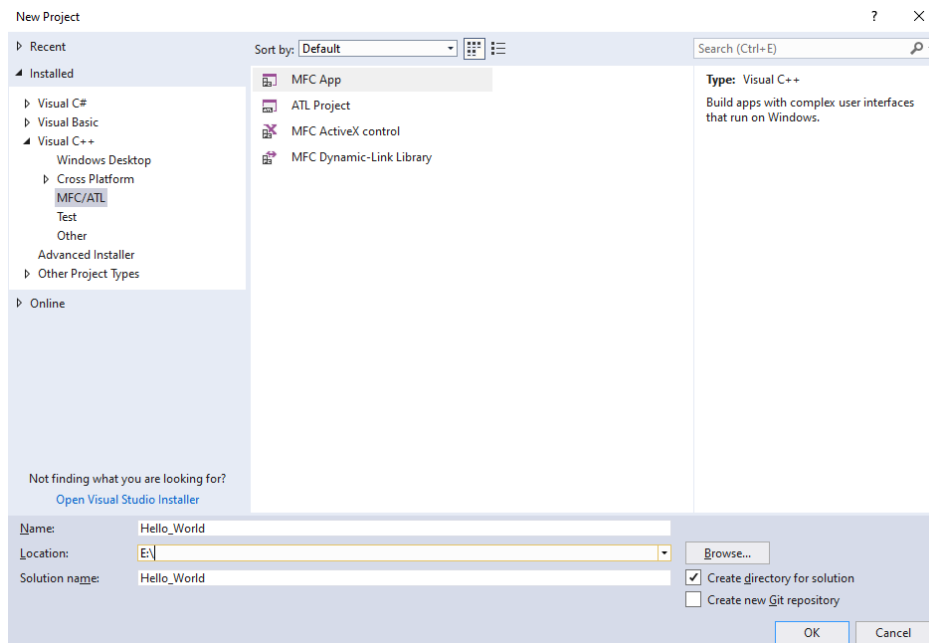 New Project
?
Recent
Installed
Visual C#
Visual Basic
Visual C++
Windows Desktop
Cross Platform
MFC/ATL
Test
Other
Advanced Installer
Other Project Types
Online
Not finding what you are looking for?
Open Visual Studio Installer
Sort by: Default
MFC App
ATL Project
MFC ActiveX control
MFC Dynamic-Link Library
Search (Ctrl+E)
Type: Visual C++
Build apps with complex user interfaces
that run on Windows.
Name: Hello_World
Location: E:\
Browse...
Solution name: Hello_World
Create directory for solution
Create new Git repository
OK Cancel